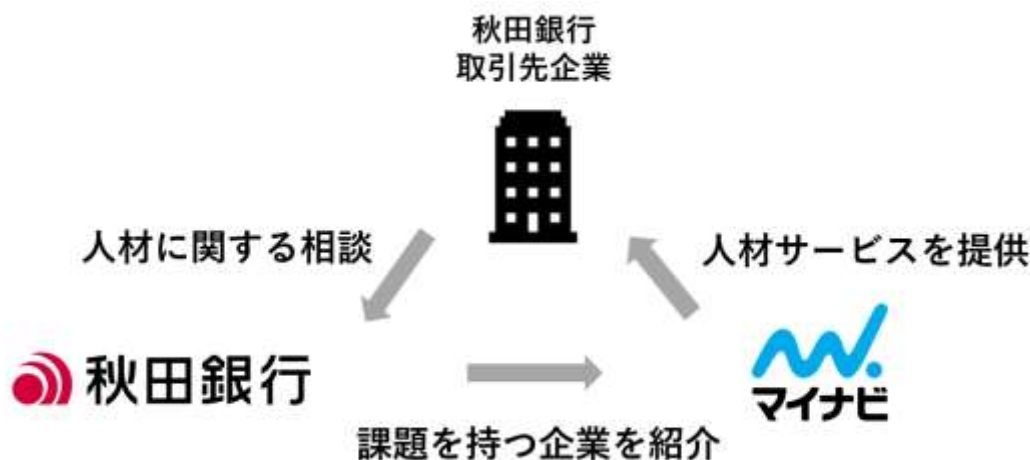 秋田銀行
取引先企業
人材に関する相談
人材サービスを提供
秋田銀行
マイナビ
課題を持つ企業を紹介